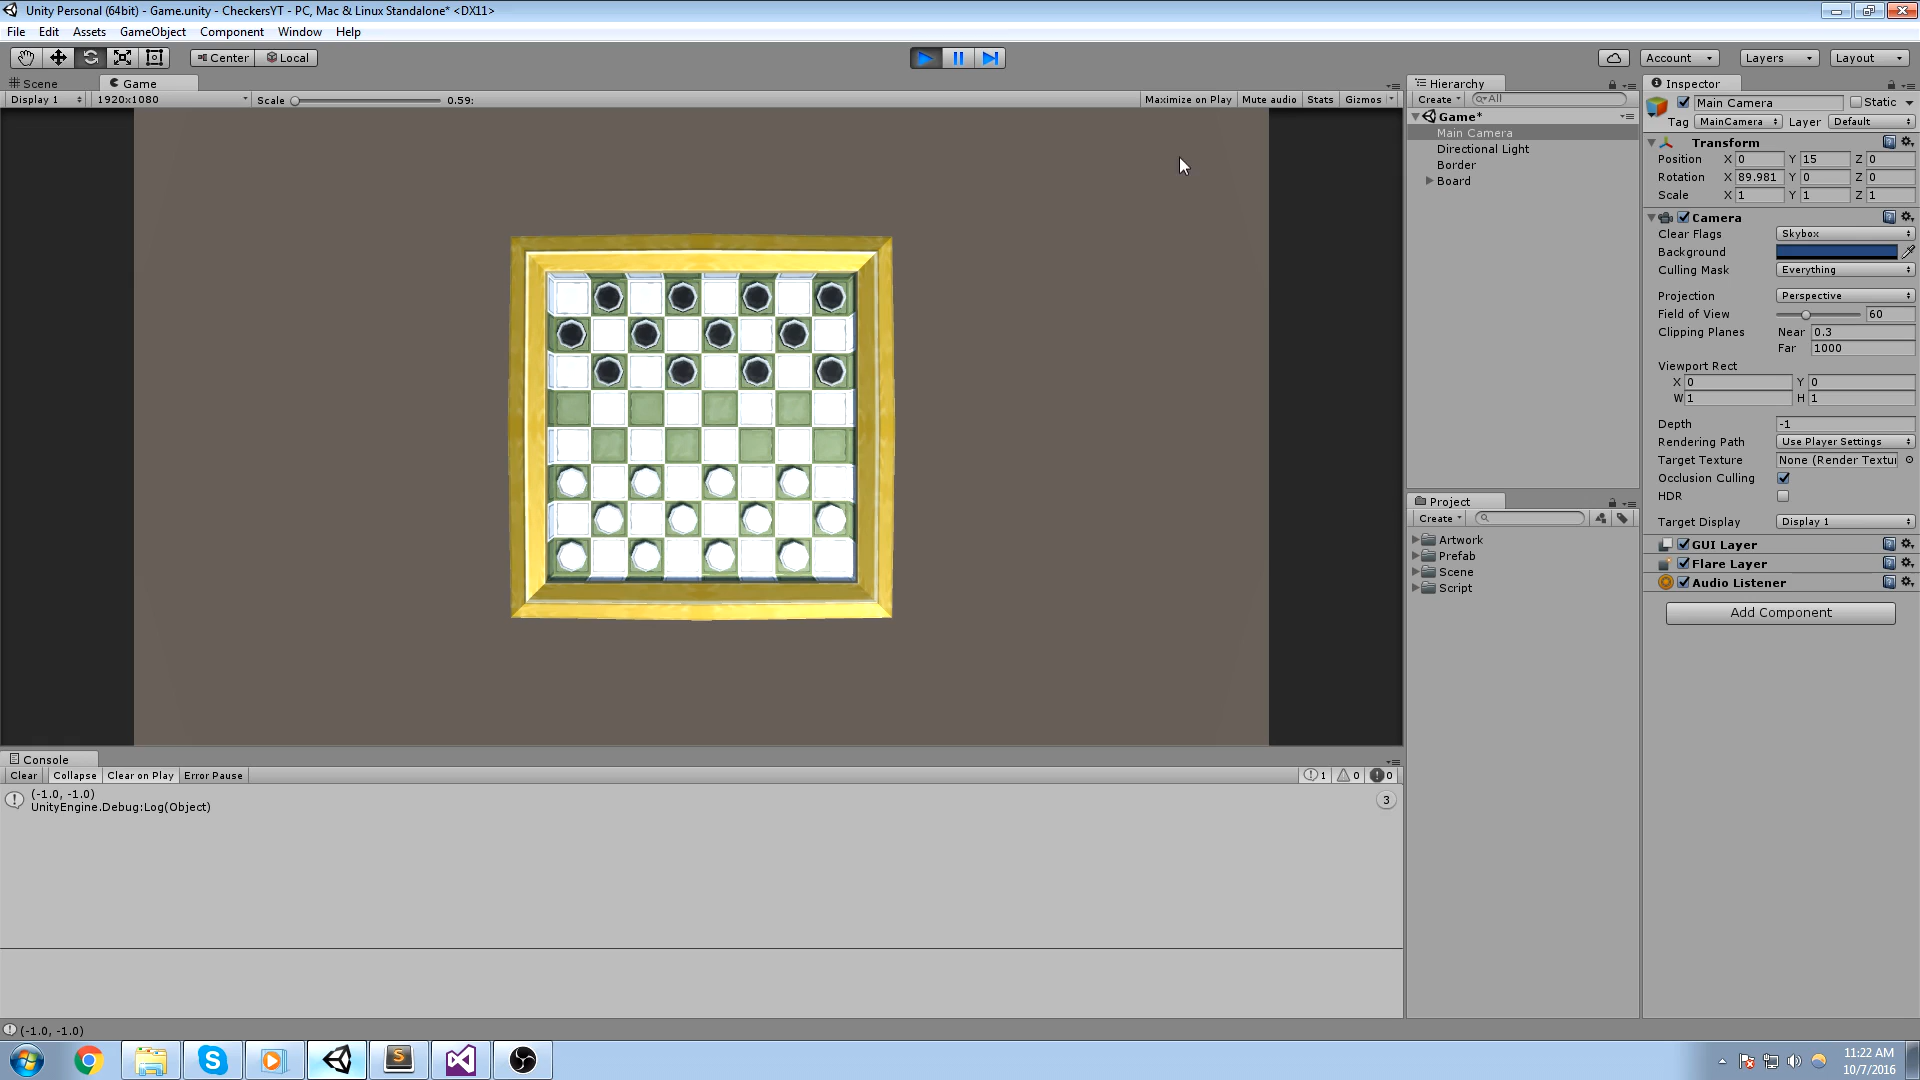 Unity Personal (64bit) - Game.unity - CheckersYT - PC, Mac & Linux Standalone* <DX11>
File Edit Assets GameObject Component Window Help
Center Local Account Layers Layout
Scene Game
Display 1 1920x1080 Scale 0.59: Maximize on Play Mute audio Stats Gizmos
Hierarchy
Create All
Game*
Main Camera
Directional Light
Border
Board
Project
Create
Artwork
Prefab
Scene
Script
Inspector
Main Camera Static
Tag MainCamera Layer Default
Transform
Position X 0 Y 15 Z 0
Rotation X 89.981 Y 0 Z 0
Scale X 1 Y 1 Z 1
Camera
Clear Flags Skybox
Background
Culling Mask Everything
Projection Perspective
Field of View 60
Clipping Planes Near 0.3
Far 1000
Viewport Rect
X 0 Y 0
W 1 H 1
Depth -1
Rendering Path Use Player Settings
Target Texture None (Render Textur
Occlusion Culling
HDR
Target Display Display 1
GUI Layer
Flare Layer
Audio Listener
Add Component
Console
Clear Collapse Clear on Play Error Pause 1 0 0
(-1.0, -1.0)
UnityEngine.Debug:Log(Object)
3
(-1.0, -1.0)
11:22 AM
10/7/2016